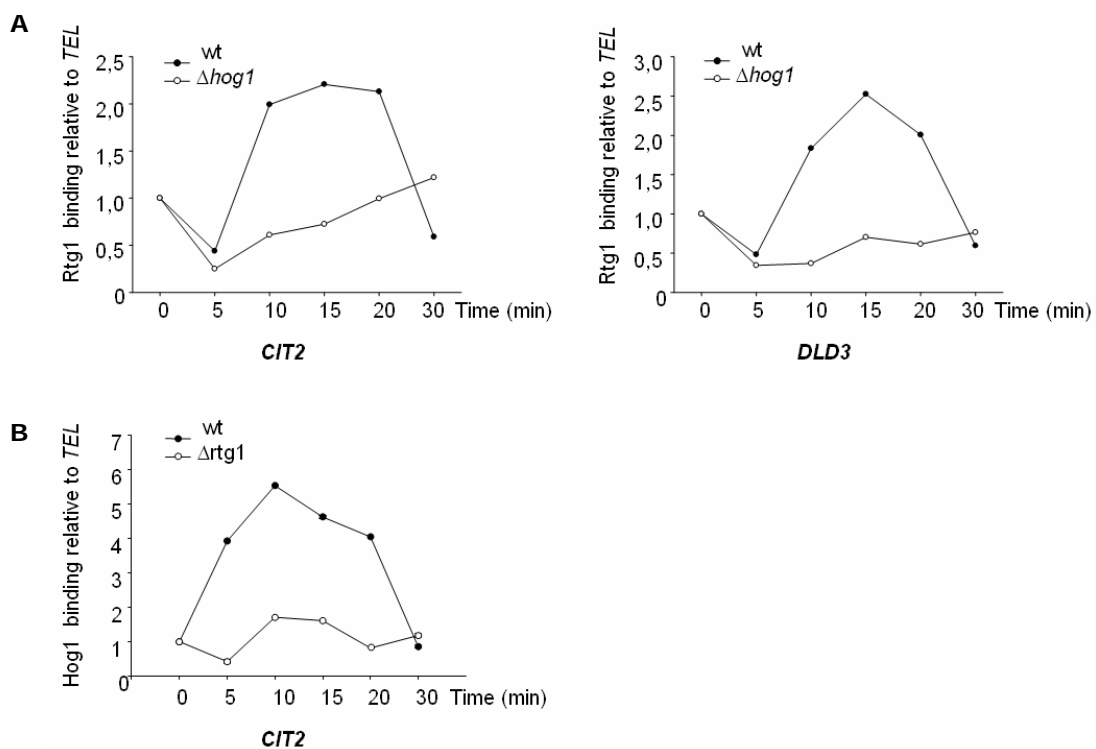 A
Rtg1 binding relative to TEL
wt
Δhog1
2,5
2,0
1,5
1,0
0,5
0
0 5 10 15 20 30 Time (min)
CIT2
Rtg1 binding relative to TEL
wt
Δhog1
3,0
2,5
2,0
1,5
1,0
0,5
0
0 5 10 15 20 30 Time (min)
DLD3
B
Hog1 binding relative to TEL
wt
Δrtg1
7
6
5
4
3
2
1
0
0 5 10 15 20 30 Time (min)
CIT2